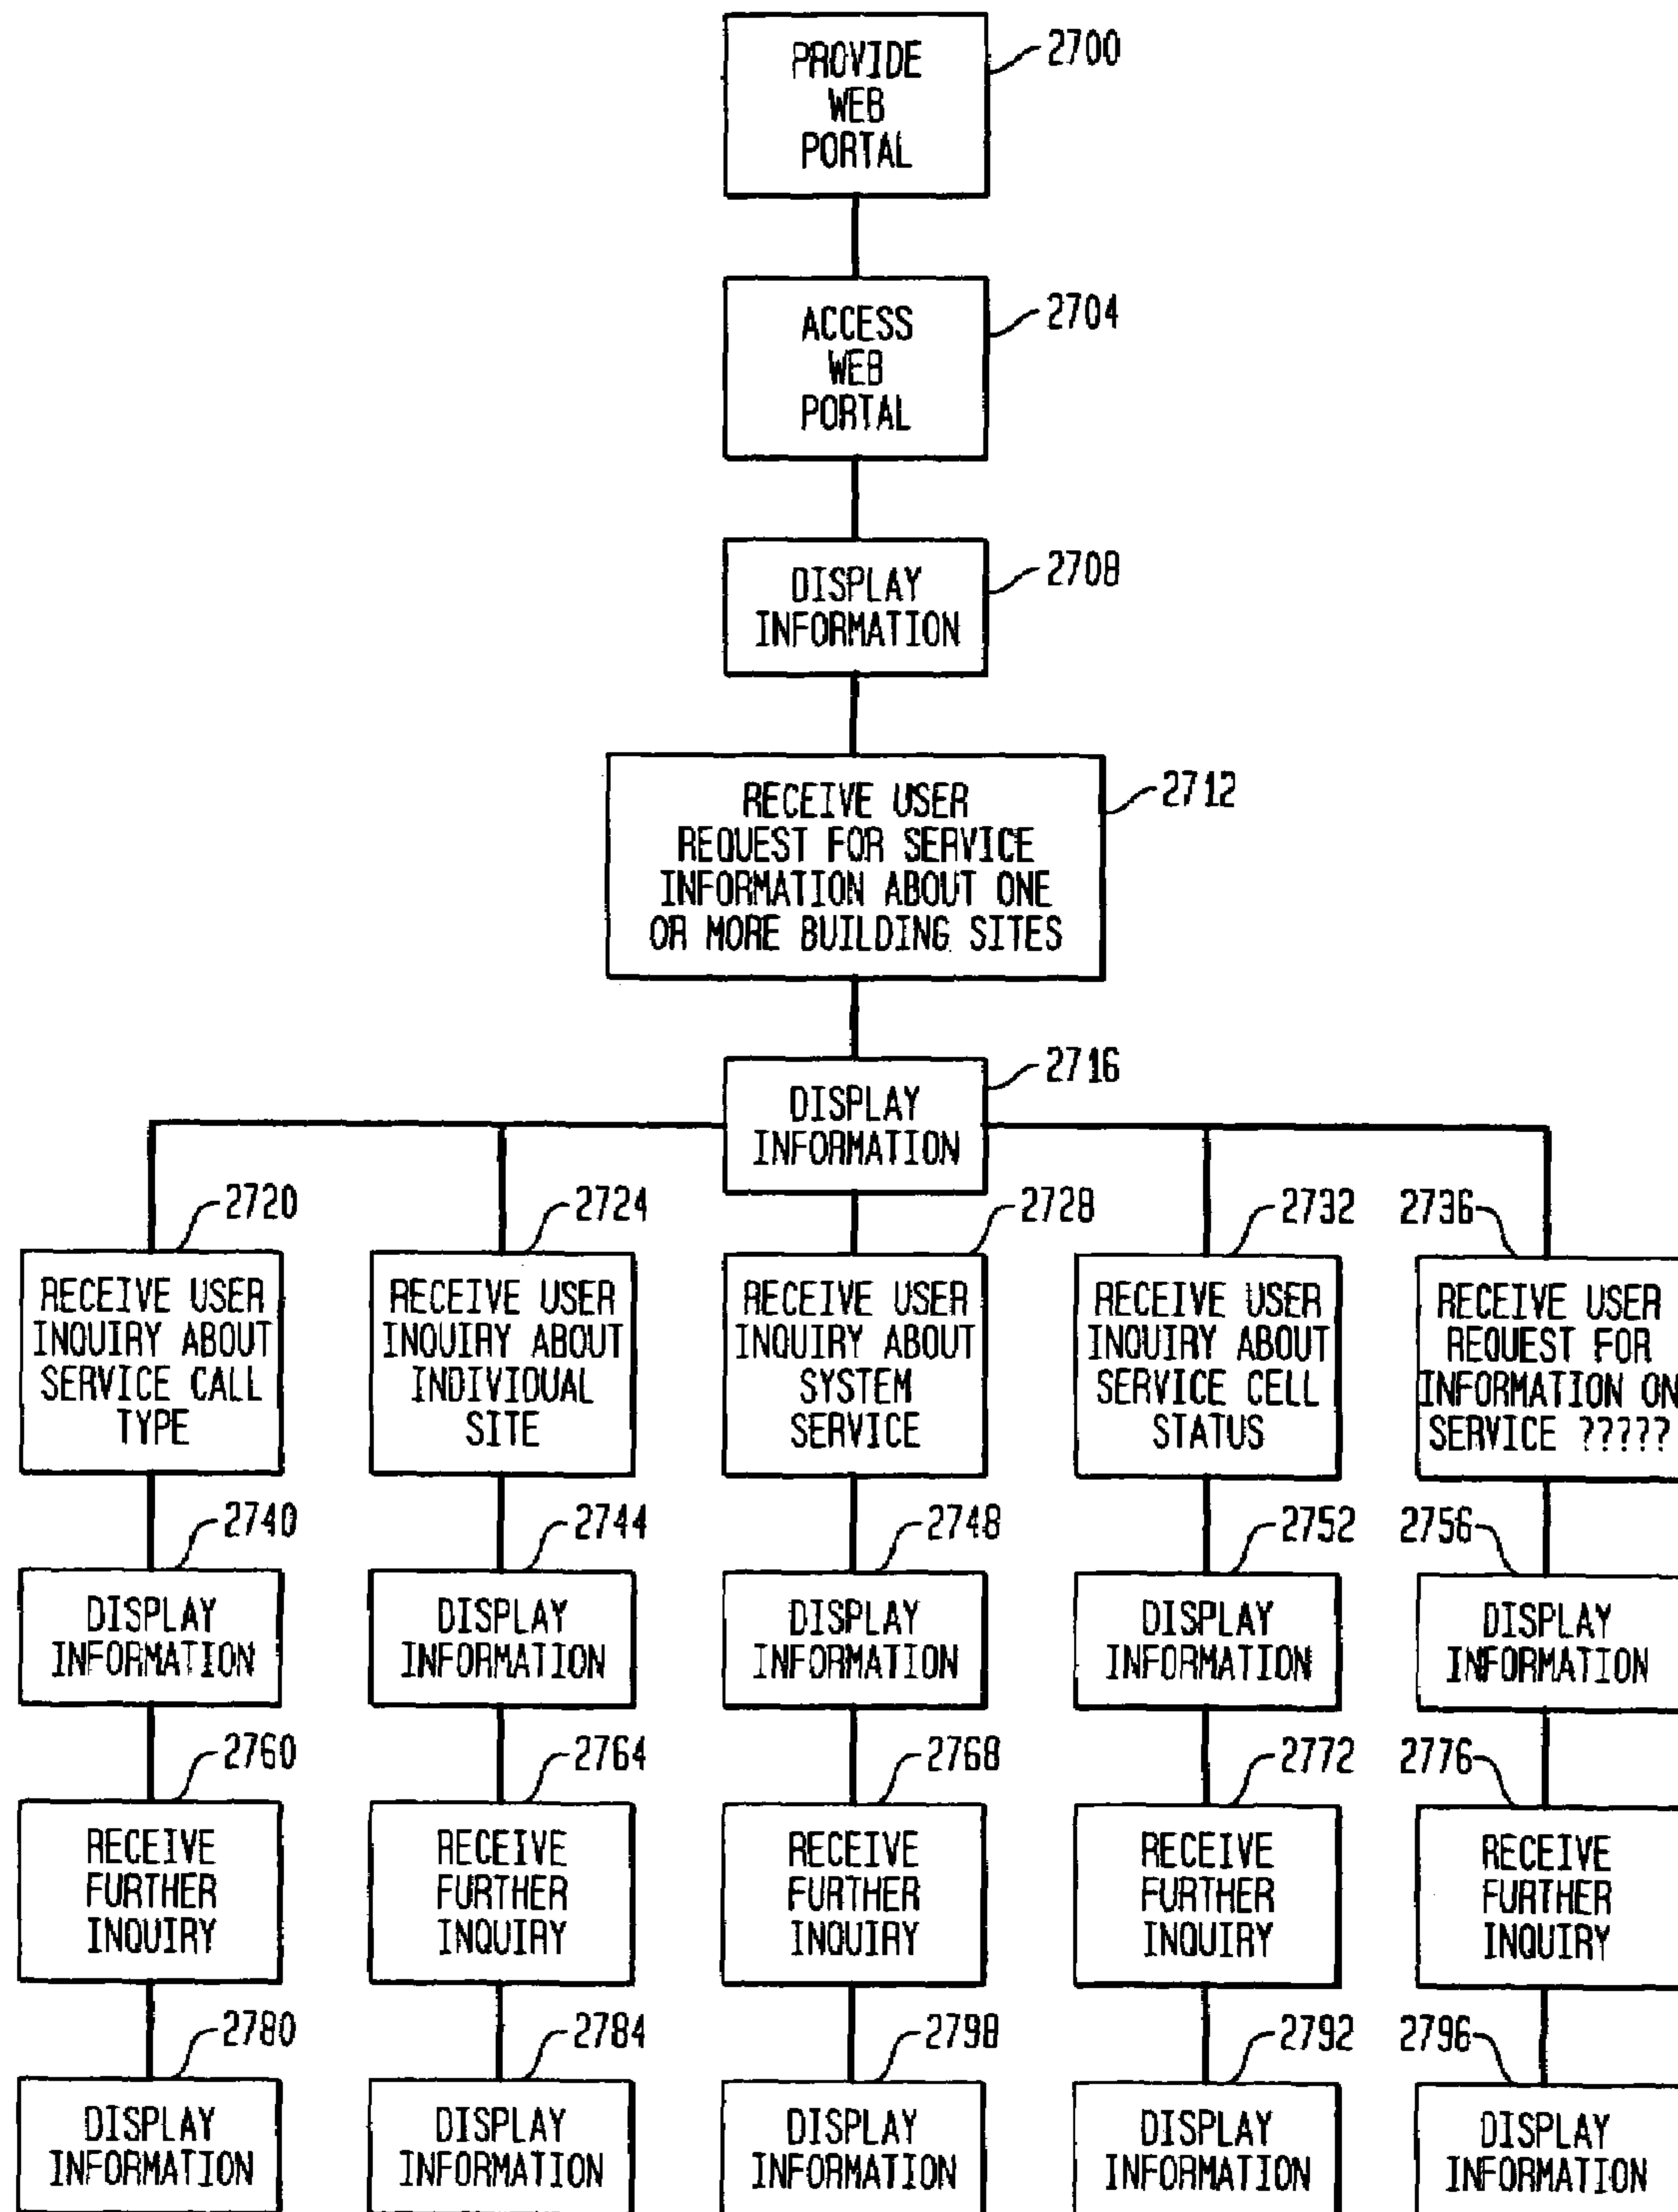 PROVIDE
WEB
PORTAL
2700
ACCESS
WEB
PORTAL
2704
DISPLAY
INFORMATION
2708
RECEIVE USER
REQUEST FOR SERVICE
INFORMATION ABOUT ONE
OR MORE BUILDING SITES
2712
DISPLAY
INFORMATION
2716
2720
RECEIVE USER
INQUIRY ABOUT
SERVICE CALL
TYPE
2724
RECEIVE USER
INQUIRY ABOUT
INDIVIDUAL
SITE
2728
RECEIVE USER
INQUIRY ABOUT
SYSTEM
SERVICE
2732
RECEIVE USER
INQUIRY ABOUT
SERVICE CELL
STATUS
2736
RECEIVE USER
REQUEST FOR
INFORMATION ON
SERVICE ?????
2740
DISPLAY
INFORMATION
2744
DISPLAY
INFORMATION
2748
DISPLAY
INFORMATION
2752
DISPLAY
INFORMATION
2756
DISPLAY
INFORMATION
2760
RECEIVE
FURTHER
INQUIRY
2764
RECEIVE
FURTHER
INQUIRY
2768
RECEIVE
FURTHER
INQUIRY
2772
RECEIVE
FURTHER
INQUIRY
2776
RECEIVE
FURTHER
INQUIRY
2780
DISPLAY
INFORMATION
2784
DISPLAY
INFORMATION
2798
DISPLAY
INFORMATION
2792
DISPLAY
INFORMATION
2796
DISPLAY
INFORMATION